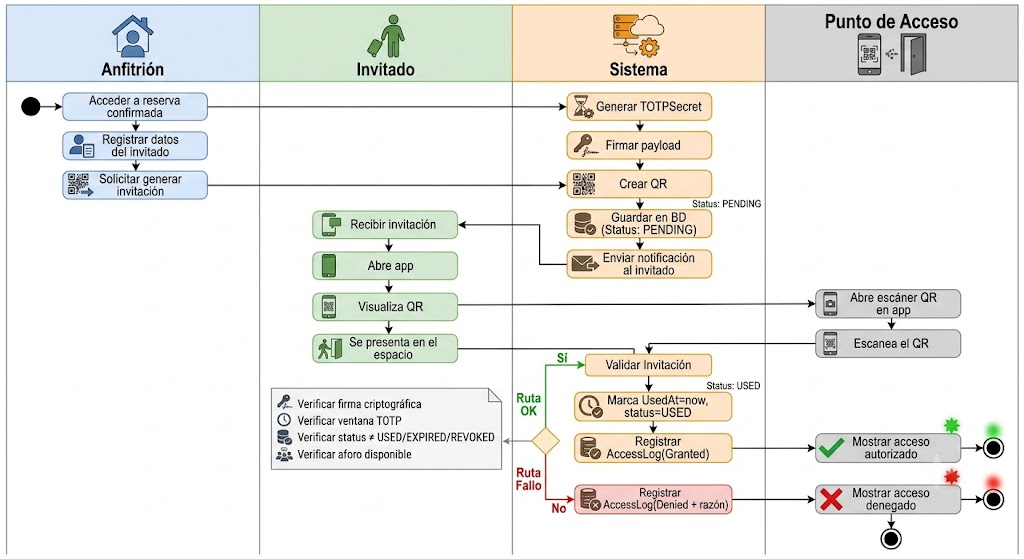 Anfitrión
Invitado
Sistema
Punto de Acceso
Acceder a reserva
confirmada
Generar TOTPSecret
Registrar datos
del invitado
Firmar payload
Solicitar generar
invitación
Crear QR
Status: PENDING
Recibir invitación
Guardar en BD
(Status: PENDING)
Abre app
Enviar notificación
al invitado
Visualiza QR
Abre escáner QR
en app
Se presenta en el
espacio
Escanea el QR
Sí
Validar Invitación
Status: USED
Ruta
OK
Marca UsedAt=now,
status=USED
Verificar firma criptográfica
Verificar ventana TOTP
Verificar status ≠ USED/EXPIRED/REVOKED
Verificar aforo disponible
Registrar
AccessLog(Granted)
Mostrar acceso
autorizado
Ruta
Fallo
No
Registrar
AccessLog(Denied + razón)
Mostrar acceso
denegado